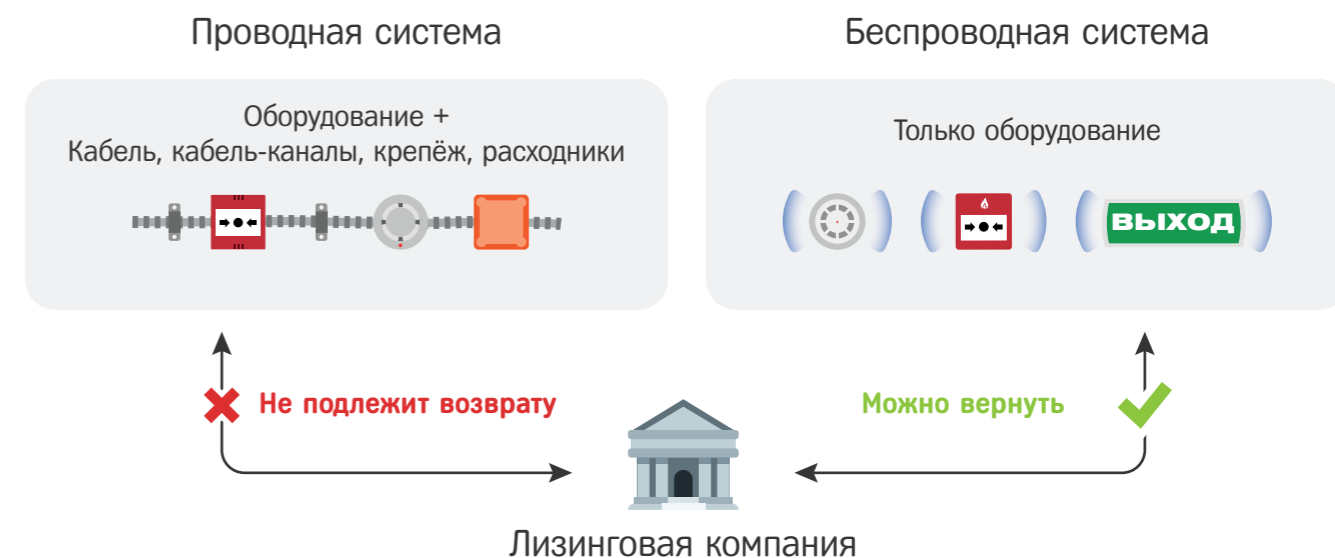 Проводная система
Беспроводная система
Оборудование +
Кабель, кабель-каналы, крепёж, расходники
Только оборудование
ВЫХОД
Не подлежит возврату
Можно вернуть
Лизинговая компания